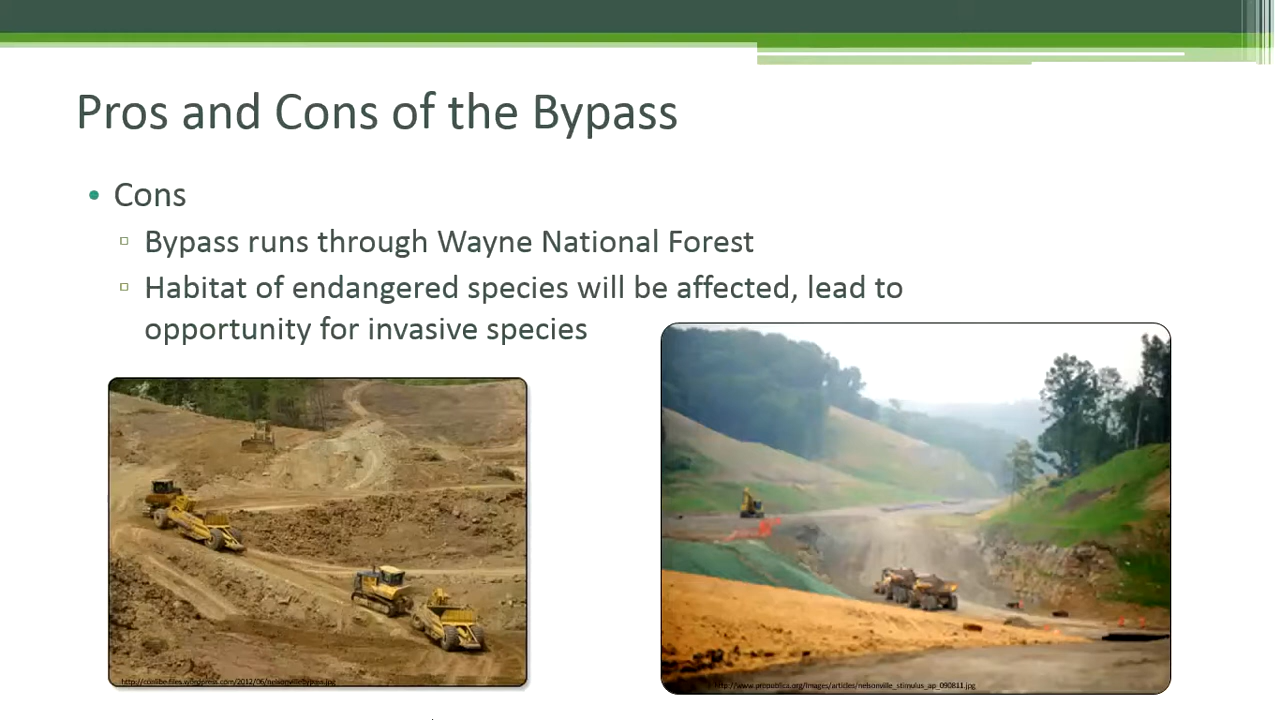 Pros and Cons of the Bypass
• Cons
▫ Bypass runs through Wayne National Forest
▫ Habitat of endangered species will be affected, lead to
opportunity for invasive species
http://www.propublica.org/images/articles/nelsonville_stimulus_ap_090811.jpg